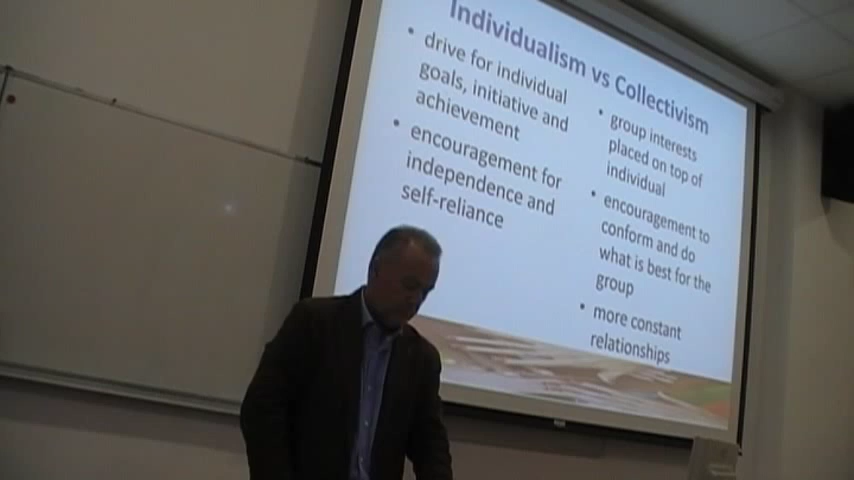 Individualism vs Collectivism
• drive for individual
goals, initiative and
achievement
• encouragement for
independence and
self-reliance
• group interests
placed on top of
individual
• encouragement to
conform and do
what is best for the
group
• more constant
relationships